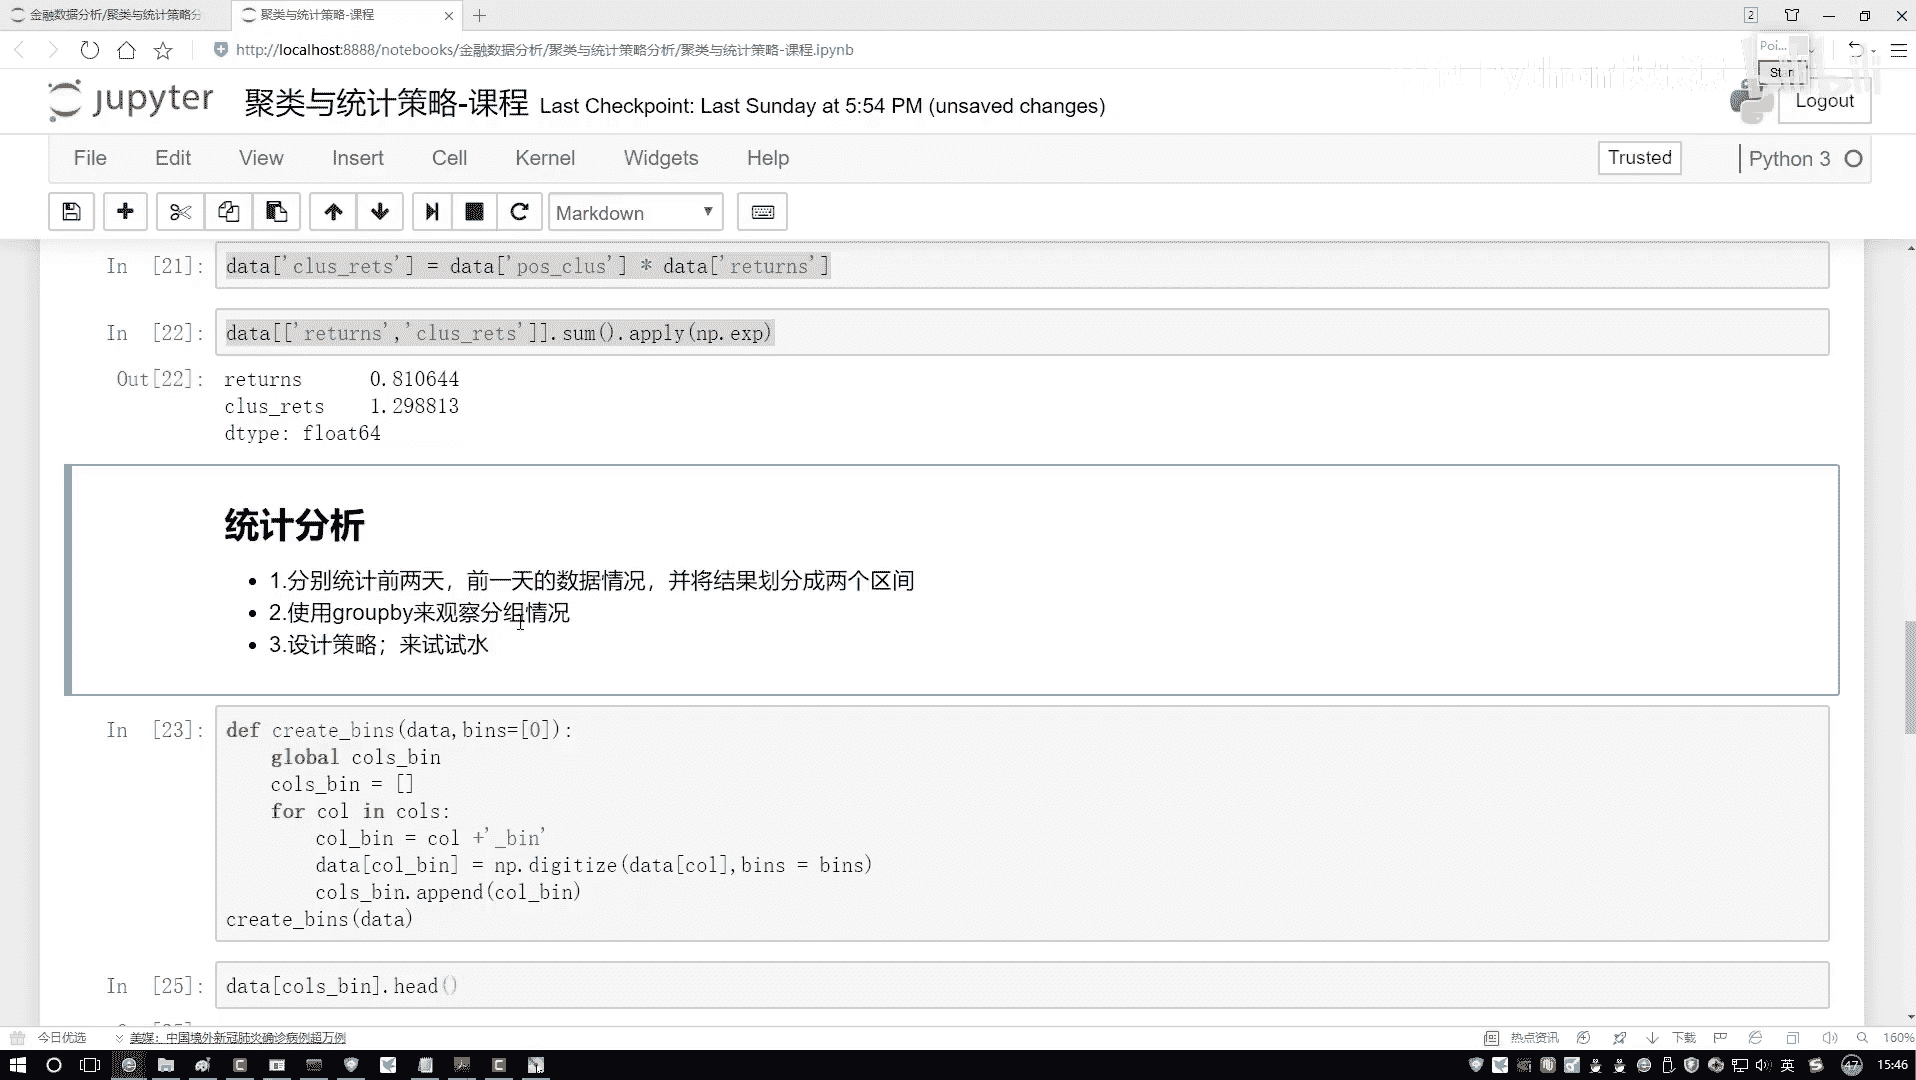 金融数据分析/聚类与统计策略分
聚类与统计策略-课程
2
http://localhost:8888/notebooks/金融数据分析/聚类与统计策略分析/聚类与统计策略-课程.ipynb
Poi...
jupyter 聚类与统计策略-课程 Last Checkpoint: Last Sunday at 5:54 PM (unsaved changes)
Logout
File Edit View Insert Cell Kernel Widgets Help
Trusted
Python 3
Markdown
In [21]: data['clus_rets'] = data['pos_clus'] * data['returns']
In [22]: data[['returns','clus_rets']].sum().apply(np.exp)
Out[22]: returns 0.810644
clus_rets 1.298813
dtype: float64
统计分析
• 1.分别统计前两天，前一天的数据情况，并将结果划分成两个区间
• 2.使用groupby来观察分组情况
• 3.设计策略；来试试水
In [23]: def create_bins(data,bins=[0]):
global cols_bin
cols_bin = []
for col in cols:
col_bin = col +'_bin'
data[col_bin] = np.digitize(data[col],bins = bins)
cols_bin.append(col_bin)
create_bins(data)
In [25]: data[cols_bin].head()
今日优选
美媒：中国境外新冠肺炎确诊病例超万例
热点资讯
下载
160%
英
47
15:46